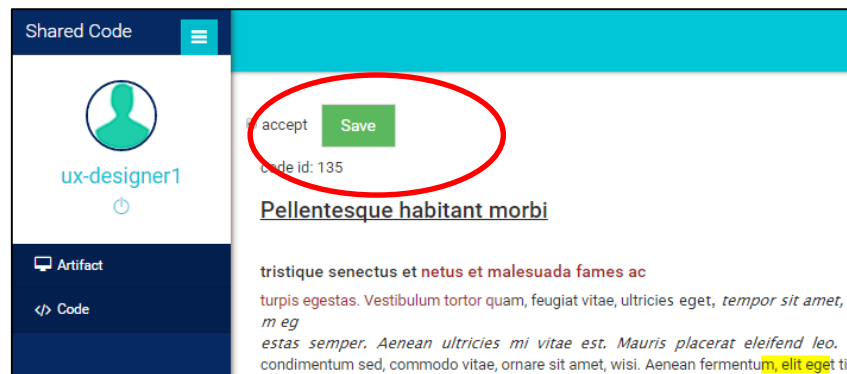 Shared Code
ux-designer1
Artifact
</> Code
accept Save
code id: 135
Pellentesque habitant morbi
tristique senectus et netus et malesuada fames ac
turpis egestas. Vestibulum tortor quam, feugiat vitae, ultricies eget, tempor sit amet,
m eg
estas semper. Aenean ultricies mi vitae est. Mauris placerat eleifend leo.
condimentum sed, commodo vitae, ornare sit amet, wisi. Aenean fermentum, elit eget ti